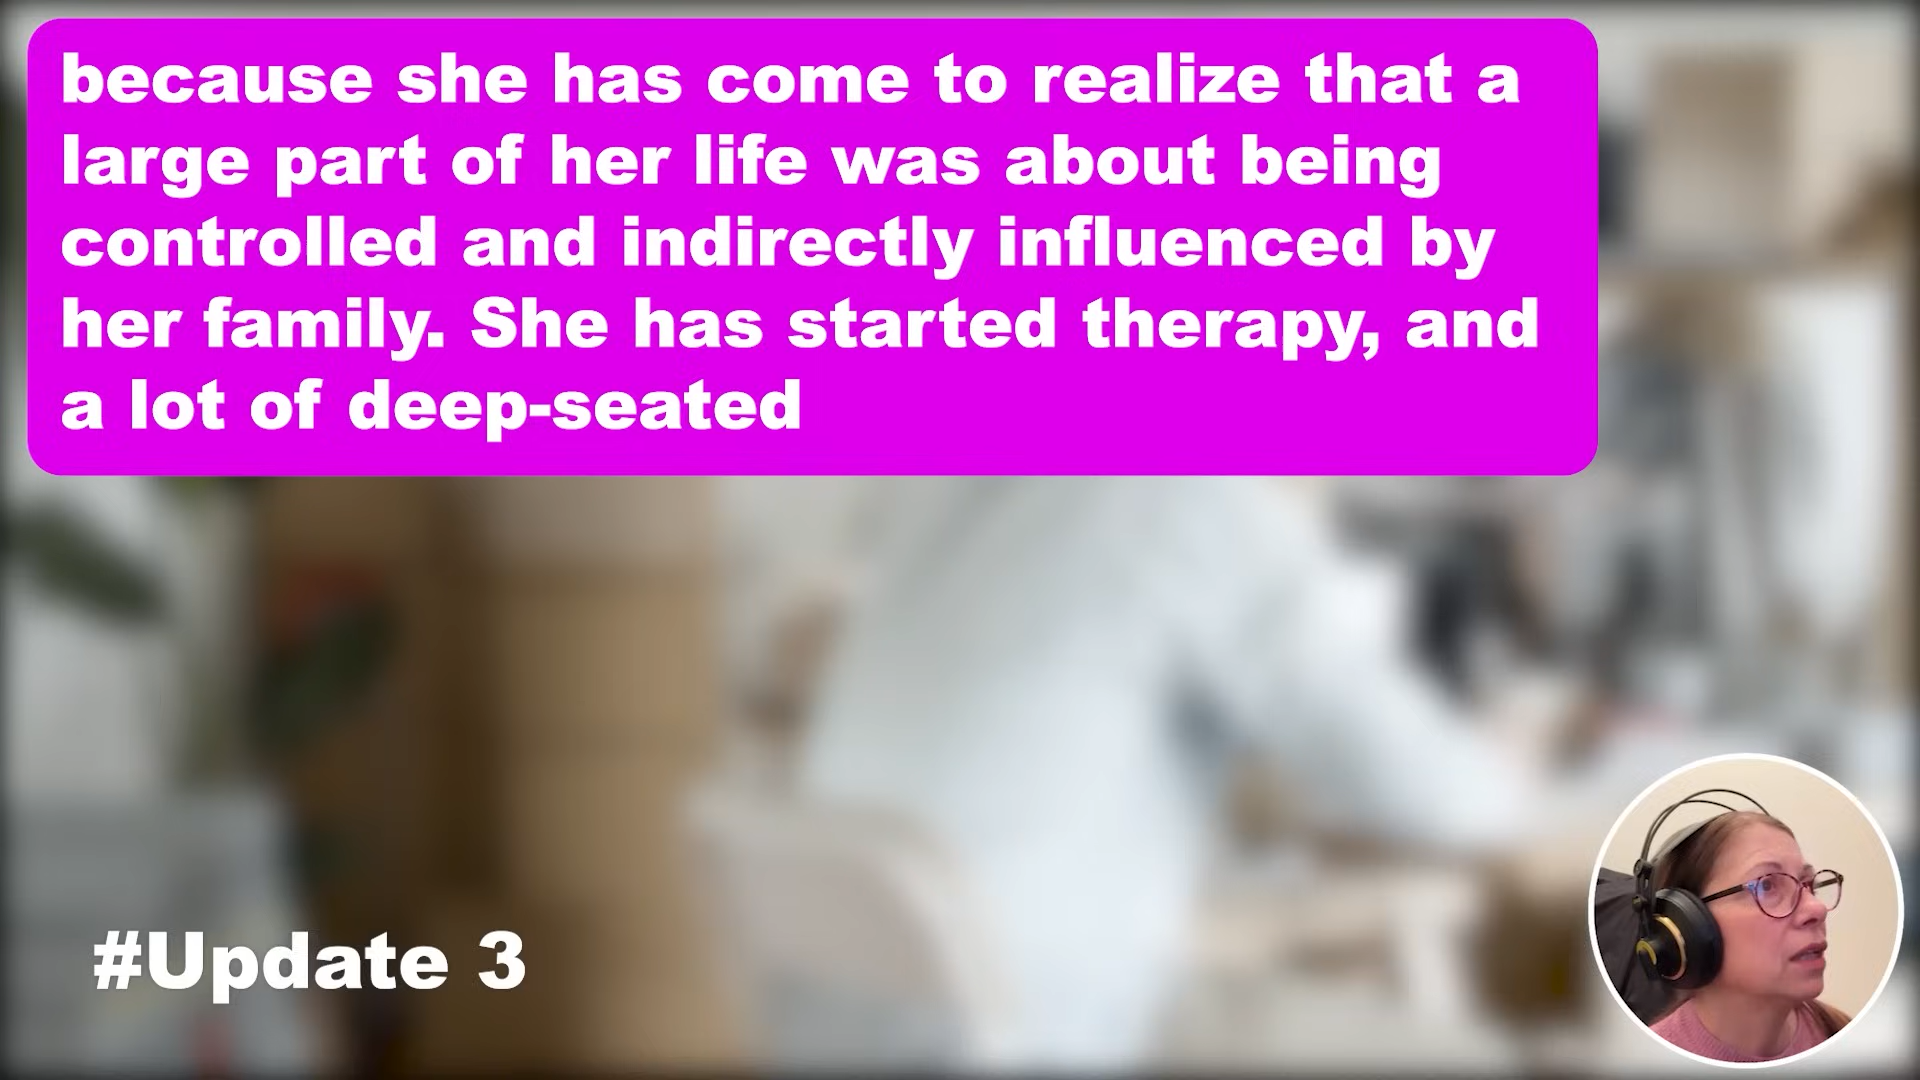 because she has come to realize that a
large part of her life was about being
controlled and indirectly influenced by
her family. She has started therapy, and
a lot of deep-seated
#Update 3